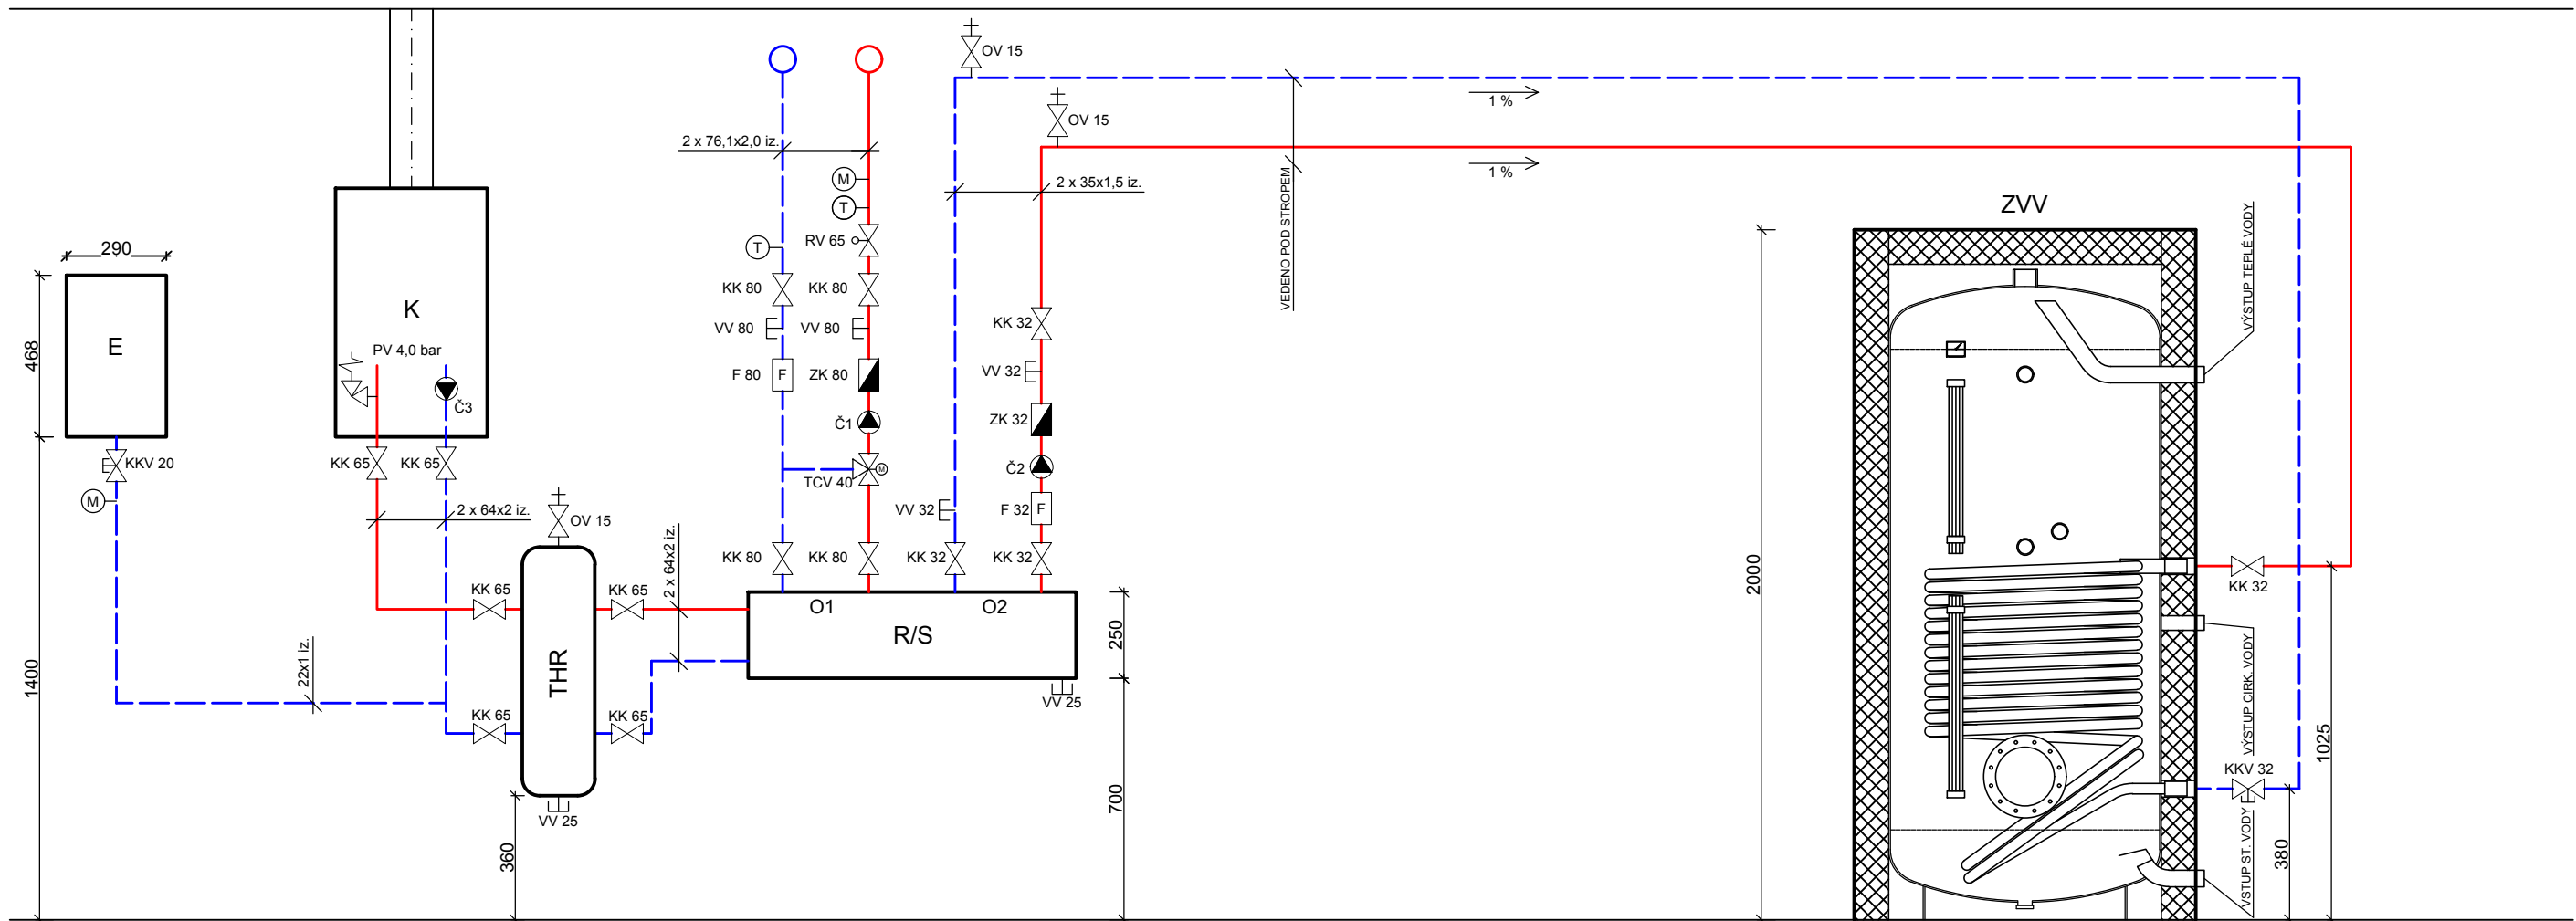 OV 15
OV 15
1 %
1 %
2 x 76,1x2,0 iz.
M
T
2 x 35x1,5 iz.
VEDENO POD STROPEM
ZVV
VÝSTUP TEPLÉ VODY
290
468
E
K
PV 4,0 bar
Č3
T
RV 65
KK 80
KK 80
VV 80
VV 80
F 80
F
ZK 80
Č1
TCV 40
M
KK 32
VV 32
ZK 32
Č2
VV 32
F 32
F
KKV 20
M
KK 65
KK 65
2 x 64x2 iz.
OV 15
2 x 64x2 iz.
KK 80
KK 80
KK 32
KK 32
KK 65
KK 65
O1
O2
R/S
THR
250
2000
KK 32
1400
22x1 iz.
KK 65
KK 65
VV 25
VV 25
700
360
VÝSTUP CIRK. VODY
1025
KKV 32
VSTUP ST. VODY
380